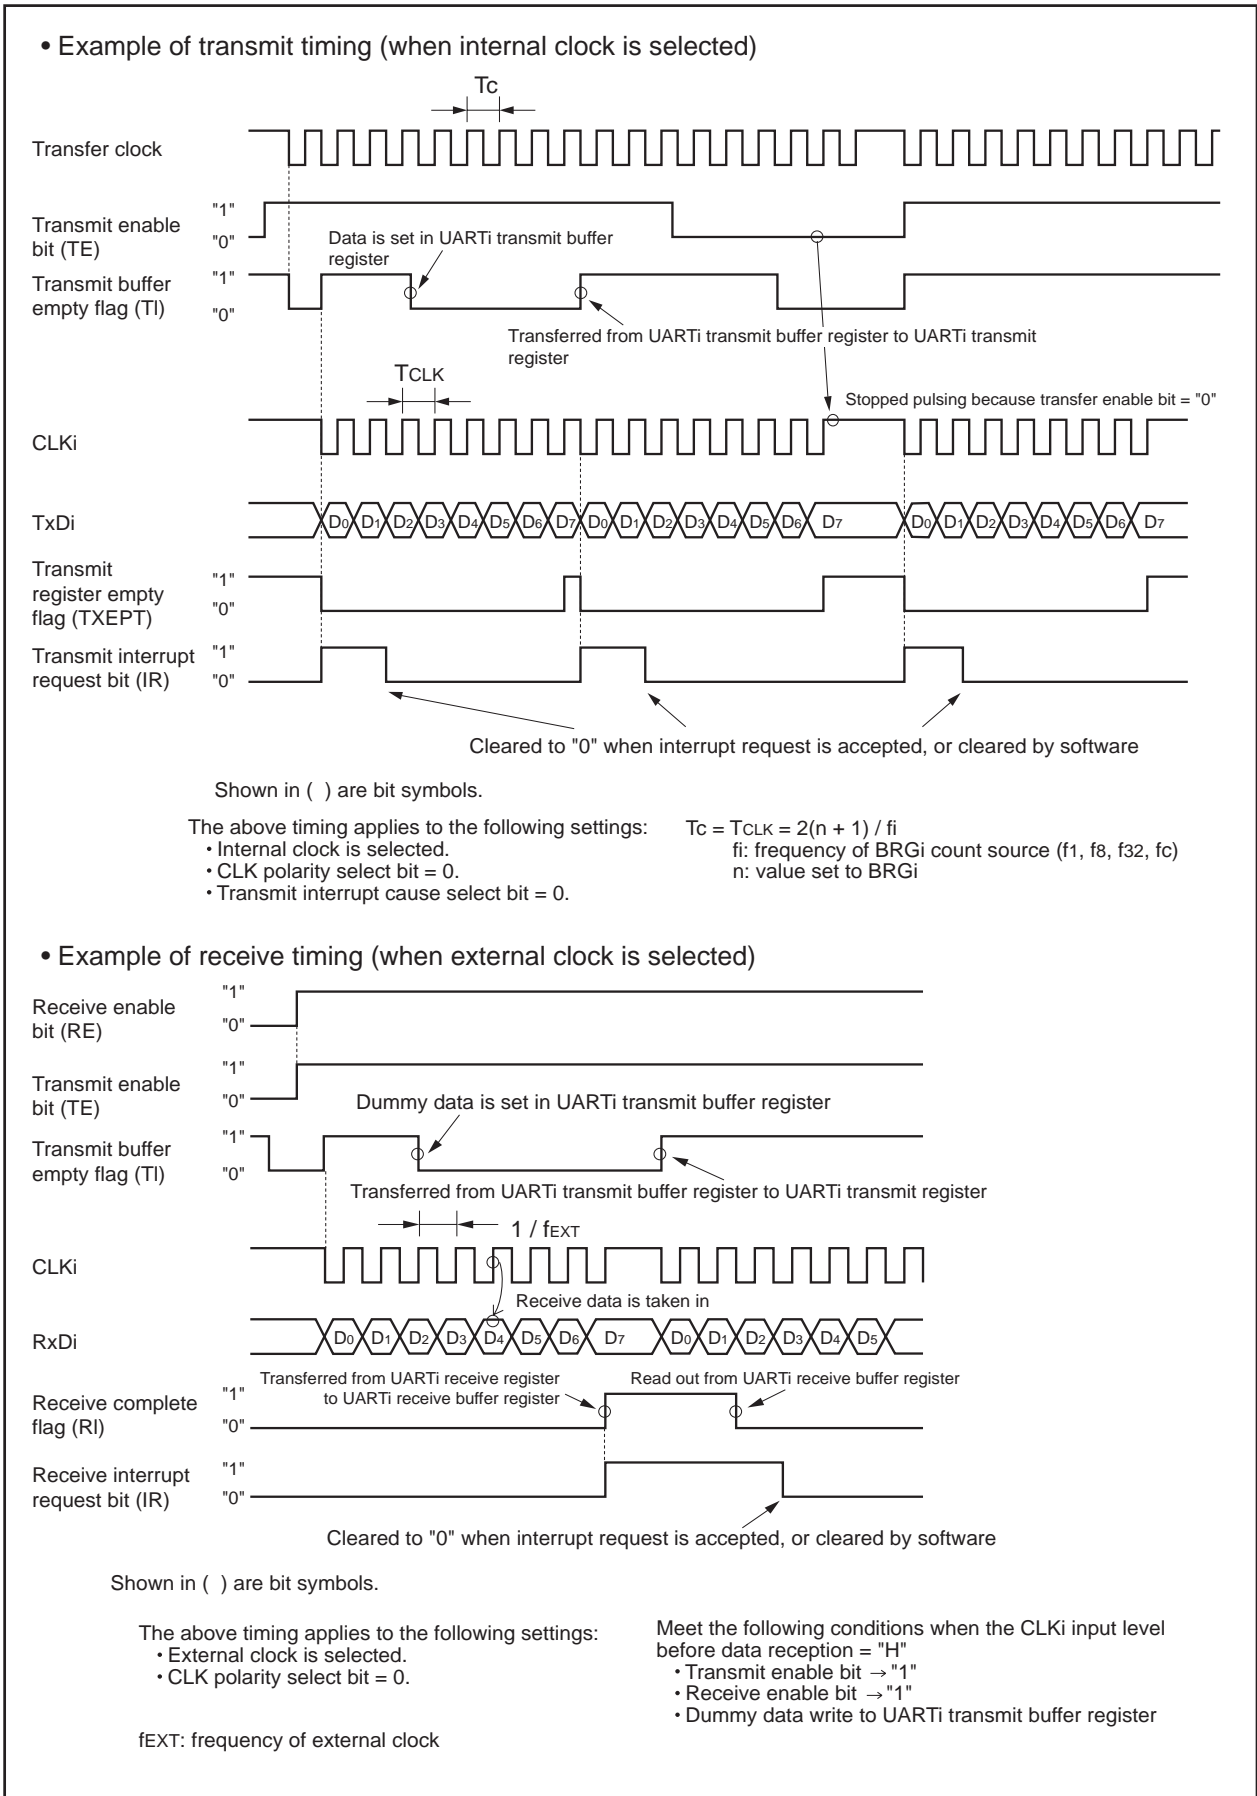 • Example of transmit timing (when internal clock is selected)
Tc
Transfer clock
Transmit enable
bit (TE)
"1"
"0"
Data is set in UARTi transmit buffer
register
Transmit buffer
empty flag (Tl)
"1"
"0"
Transferred from UARTi transmit buffer register to UARTi transmit
register
TCLK
Stopped pulsing because transfer enable bit = "0"
CLKi
TxDi
D0 D1 D2 D3 D4 D5 D6 D7 D0 D1 D2 D3 D4 D5 D6 D7 D0 D1 D2 D3 D4 D5 D6 D7
Transmit
register empty
flag (TXEPT)
"1"
"0"
Transmit interrupt
request bit (IR)
"1"
"0"
Cleared to "0" when interrupt request is accepted, or cleared by software
Shown in ( ) are bit symbols.
The above timing applies to the following settings:
• Internal clock is selected.
• CLK polarity select bit = 0.
• Transmit interrupt cause select bit = 0.
Tc = TCLK = 2(n + 1) / fi
fi: frequency of BRGi count source (f1, f8, f32, fc)
n: value set to BRGi
• Example of receive timing (when external clock is selected)
Receive enable
bit (RE)
"1"
"0"
Transmit enable
bit (TE)
"1"
"0"
Dummy data is set in UARTi transmit buffer register
Transmit buffer
empty flag (Tl)
"1"
"0"
Transferred from UARTi transmit buffer register to UARTi transmit register
1 / fEXT
CLKi
Receive data is taken in
RxDi
D0 D1 D2 D3 D4 D5 D6 D7 D0 D1 D2 D3 D4 D5
Transferred from UARTi receive register
to UARTi receive buffer register
Read out from UARTi receive buffer register
Receive complete
flag (Rl)
"1"
"0"
Receive interrupt
request bit (IR)
"1"
"0"
Cleared to "0" when interrupt request is accepted, or cleared by software
Shown in ( ) are bit symbols.
The above timing applies to the following settings:
• External clock is selected.
• CLK polarity select bit = 0.
fEXT: frequency of external clock
Meet the following conditions when the CLKi input level
before data reception = "H"
• Transmit enable bit → "1"
• Receive enable bit → "1"
• Dummy data write to UARTi transmit buffer register